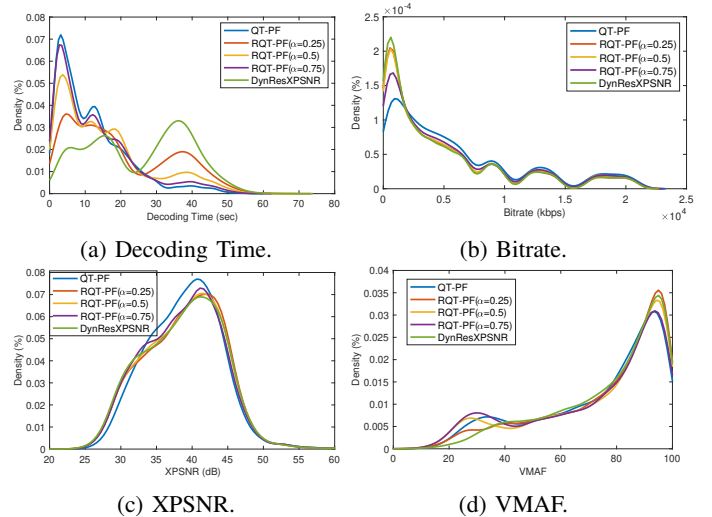 0.08
0.07
0.06
0.05
0.04
0.03
0.02
0.01
0
Density (%)
QT-PF
RQT-PF(α=0.25)
RQT-PF(α=0.5)
RQT-PF(α=0.75)
DynResXPSNR
0 10 20 30 40 50 60 70 80
Decoding Time (sec)
(a) Decoding Time.
2.5 ×10⁻⁴
2
1.5
1
0.5
0
Density (%)
QT-PF
RQT-PF(α=0.25)
RQT-PF(α=0.5)
RQT-PF(α=0.75)
DynResXPSNR
0 0.5 1 1.5 2 2.5
Bitrate (kbps)
×10⁴
(b) Bitrate.
0.08
0.07
0.06
0.05
0.04
0.03
0.02
0.01
0
Density (%)
QT-PF
RQT-PF(α=0.25)
RQT-PF(α=0.5)
RQT-PF(α=0.75)
DynResXPSNR
20 25 30 35 40 45 50 55 60
XPSNR (dB)
(c) XPSNR.
0.04
0.035
0.03
0.025
0.02
0.015
0.01
0.005
0
Density (%)
QT-PF
RQT-PF(α=0.25)
RQT-PF(α=0.5)
RQT-PF(α=0.75)
DynResXPSNR
0 20 40 60 80 100
VMAF
(d) VMAF.